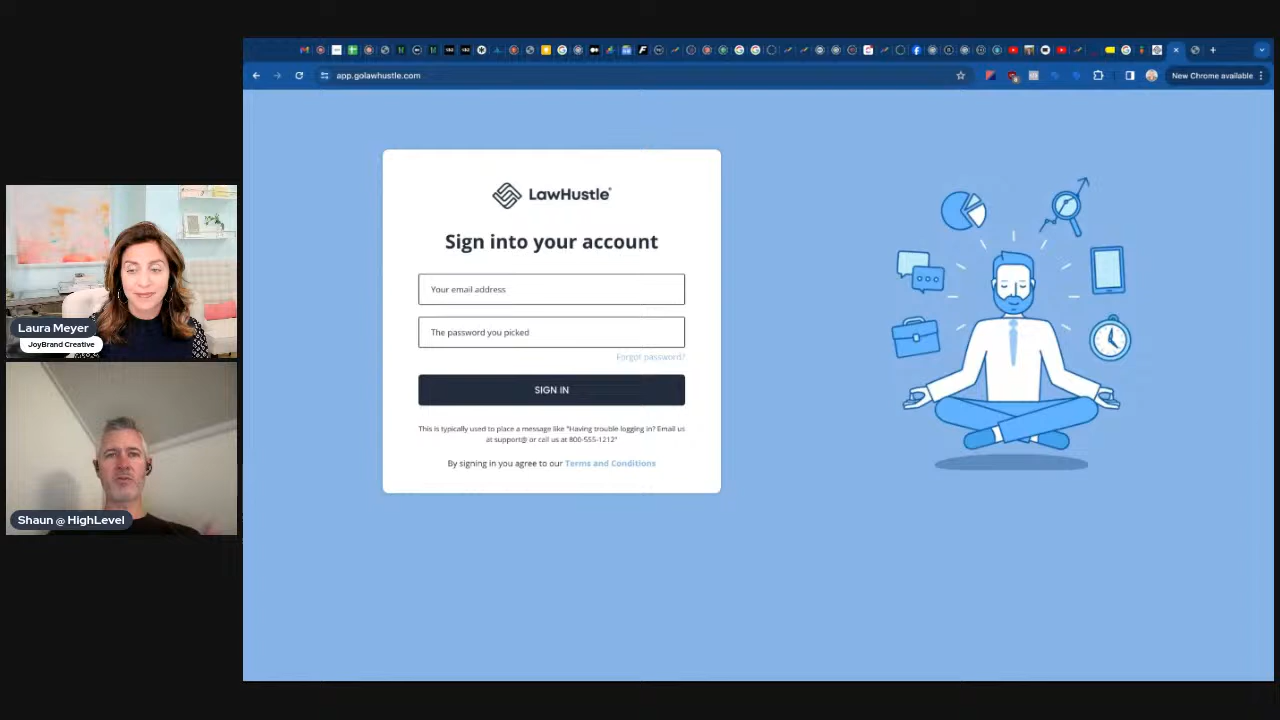 app.golawhustle.com
New Chrome available
LawHustle
Sign into your account
Your email address
The password you picked
Forgot password?
SIGN IN
This is typically used to place a message like "Having trouble logging in? Email us
at support@ or call us at 800-555-1212"
By signing in you agree to our Terms and Conditions
Laura Meyer
JoyBrand Creative
Shaun @ HighLevel